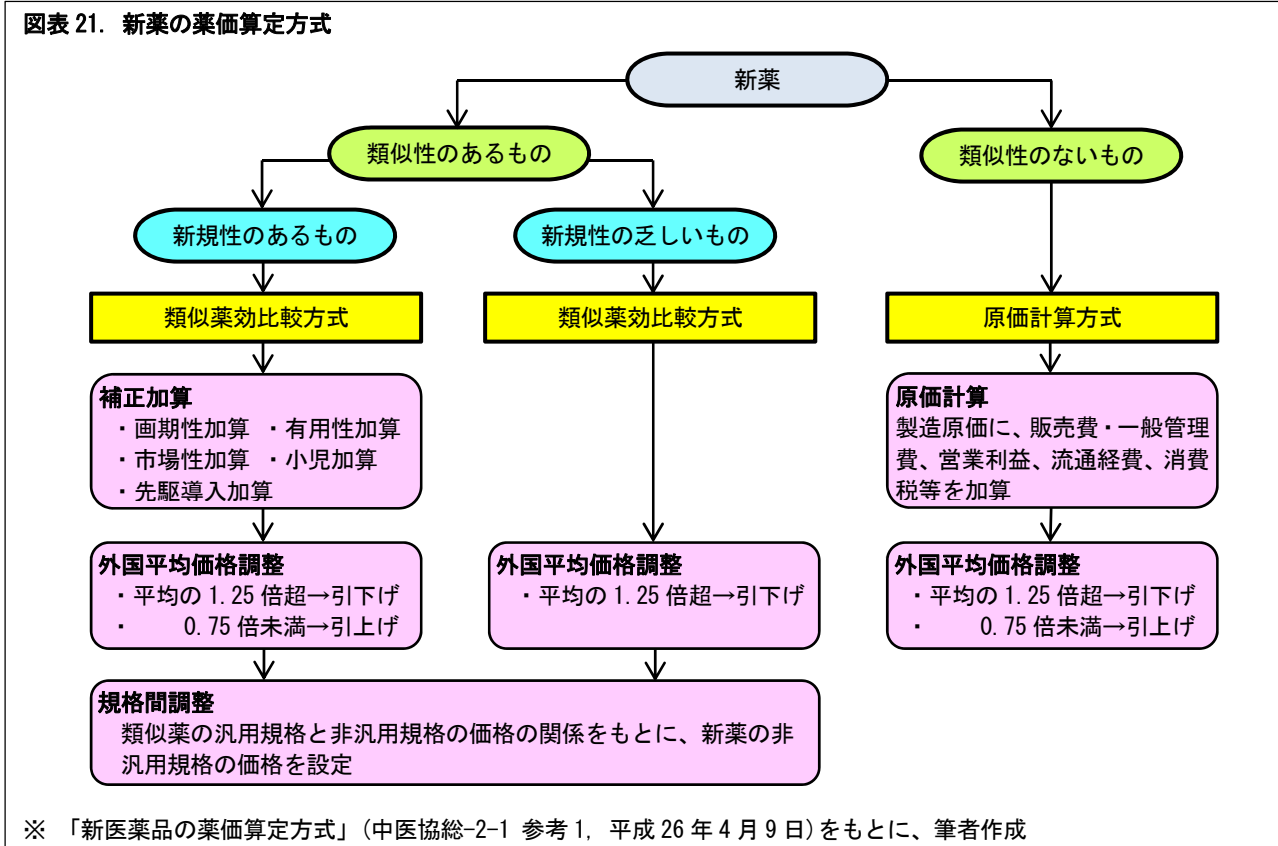 図表 21. 新薬の薬価算定方式
新薬
類似性のあるもの
類似性のないもの
新規性のあるもの
新規性の乏しいもの
類似薬効比較方式
類似薬効比較方式
原価計算方式
補正加算
・画期性加算 ・有用性加算
・市場性加算 ・小児加算
・先駆導入加算
原価計算
製造原価に、販売費・一般管理
費、営業利益、流通経費、消費
税等を加算
外国平均価格調整
・平均の 1.25 倍超→引下げ
・ 0.75 倍未満→引上げ
外国平均価格調整
・平均の 1.25 倍超→引下げ
外国平均価格調整
・平均の 1.25 倍超→引下げ
・ 0.75 倍未満→引上げ
規格間調整
類似薬の汎用規格と非汎用規格の価格の関係をもとに、新薬の非
汎用規格の価格を設定
※ 「新医薬品の薬価算定方式」(中医協総-2-1 参考 1, 平成 26 年 4 月 9 日)をもとに、筆者作成